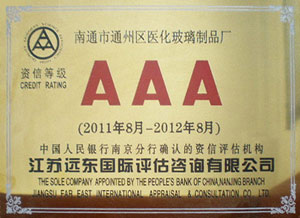 南通市通州区医化玻璃制品厂
资信等级
CREDIT RATING
AAA
(2011年8月-2012年8月)
中国人民银行南京分行确认的资信评估机构
江苏远东国际评估咨询有限公司
THE SOLE COMPANY APPOINTED BY THE PEOPLE'S BANK OF CHINA,NANJING BRANCH
JIANGSU FAR EAST INTERNATIONAL APPRAISAL & CONSULTATION CO.,LTD